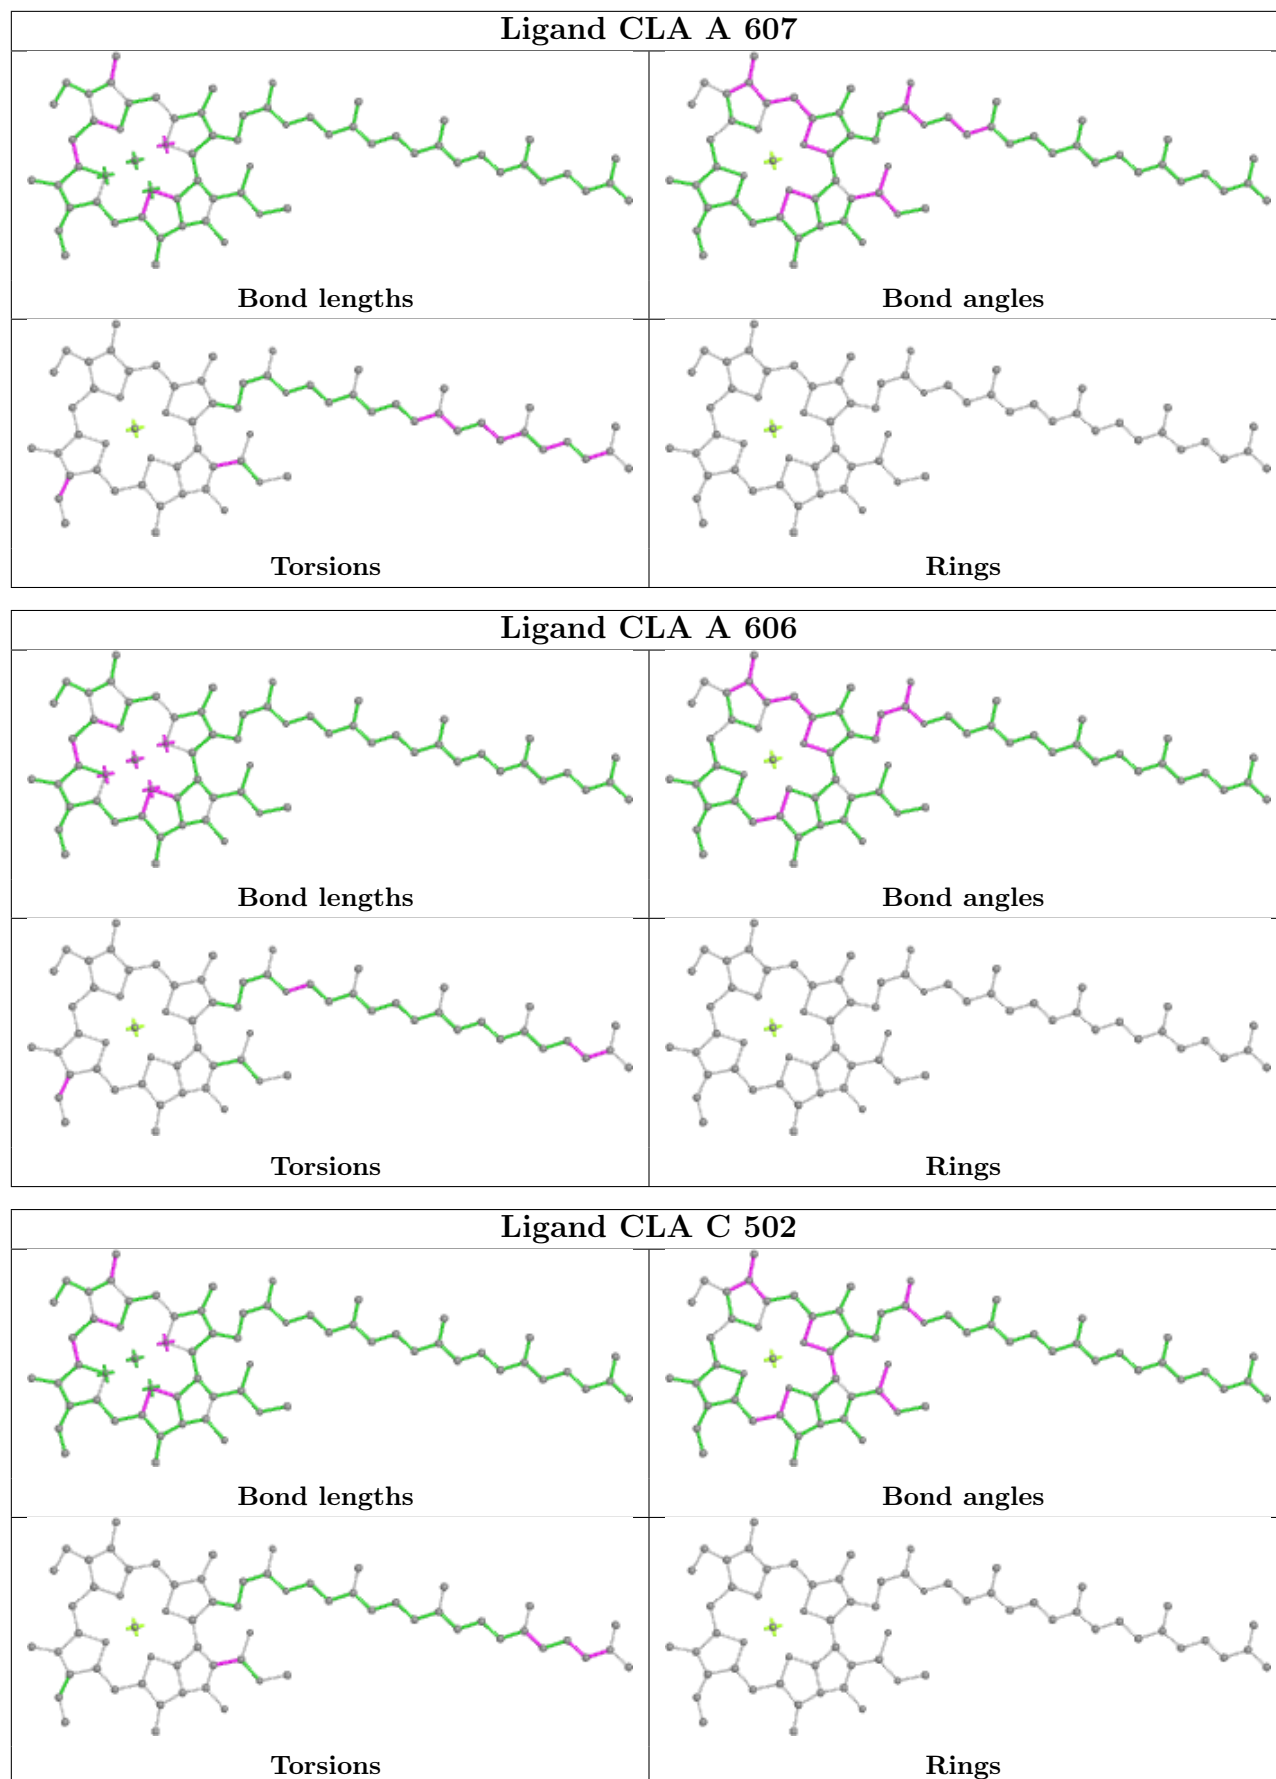 Ligand CLA A 607
Bond lengths
Bond angles
Torsions
Rings
Ligand CLA A 606
Bond lengths
Bond angles
Torsions
Rings
Ligand CLA C 502
Bond lengths
Bond angles
Torsions
Rings